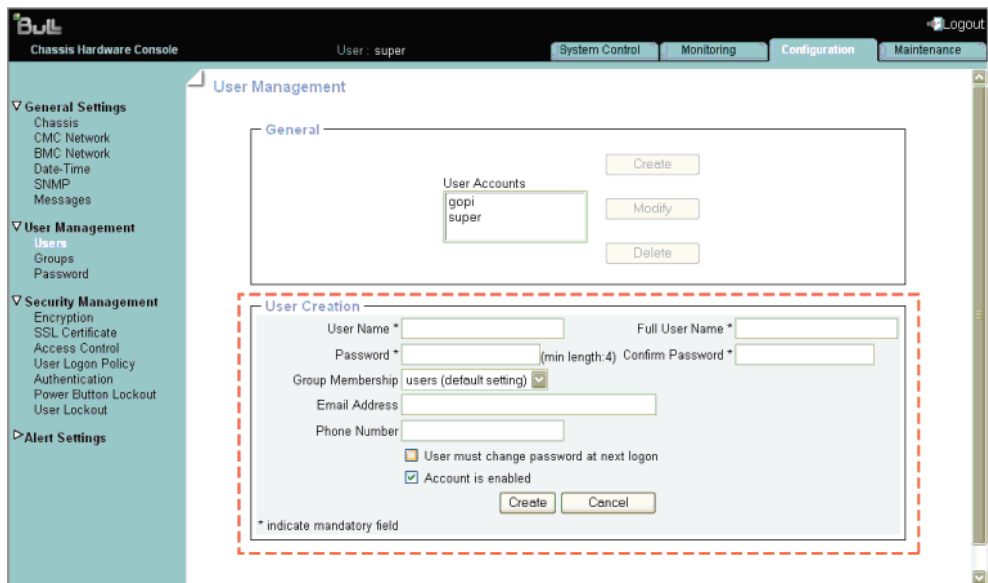 Bull
Logout
Chassis Hardware Console
User : super
System Control
Monitoring
Configuration
Maintenance
General Settings
Chassis
CMC Network
BMC Network
Date-Time
SNMP
Messages
User Management
Users
Groups
Password
Security Management
Encryption
SSL Certificate
Access Control
User Logon Policy
Authentication
Power Button Lockout
User Lockout
Alert Settings
User Management
General
User Accounts
gopi
super
Create
Modify
Delete
User Creation
User Name *
Full User Name *
Password *
(min length:4)
Confirm Password *
Group Membership
users (default setting)
Email Address
Phone Number
User must change password at next logon
Account is enabled
Create
Cancel
* indicate mandatory field